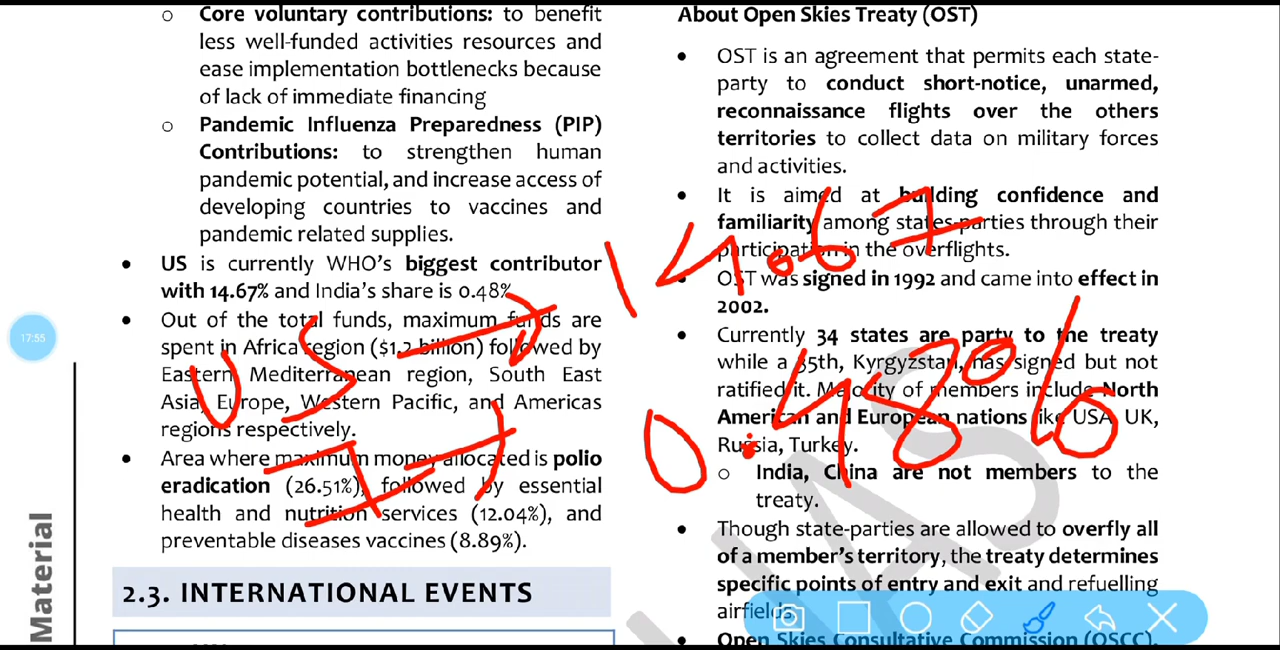 o Core voluntary contributions: to benefit
less well-funded activities resources and
ease implementation bottlenecks because
of lack of immediate financing
o Pandemic Influenza Preparedness (PIP)
Contributions: to strengthen human
pandemic potential, and increase access of
developing countries to vaccines and
pandemic related supplies.
• US is currently WHO's biggest contributor
with 14.67% and India's share is 0.48%
• Out of the total funds, maximum funds are
spent in Africa region ($1.2 billion) followed by
Eastern Mediterranean region, South East
Asia, Europe, Western Pacific, and Americas
regions respectively.
• Area where maximum money allocated is polio
eradication (26.51%), followed by essential
health and nutrition services (12.04%), and
preventable diseases vaccines (8.89%).
2.3. INTERNATIONAL EVENTS
About Open Skies Treaty (OST)
• OST is an agreement that permits each state-
party to conduct short-notice, unarmed,
reconnaissance flights over the others
territories to collect data on military forces
and activities.
• It is aimed at building confidence and
familiarity among states-parties through their
participation in the overflights.
• OST was signed in 1992 and came into effect in
2002.
• Currently 34 states are party to the treaty
while a 35th, Kyrgyzstan, has signed but not
ratified it. Majority of members include North
American and European nations like USA, UK,
Russia, Turkey.
o India, China are not members to the
treaty.
• Though state-parties are allowed to overfly all
of a member's territory, the treaty determines
specific points of entry and exit and refuelling
airfields.
• Open Skies Consultative Commission (OSCC),
US → 14.67
I → 0.48%
17:55
Material
IAS